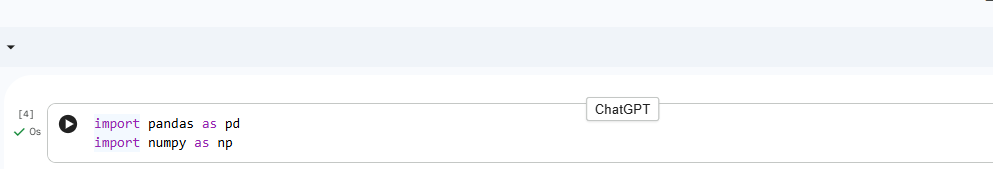 ChatGPT
[4]
0s
import pandas as pd
import numpy as np